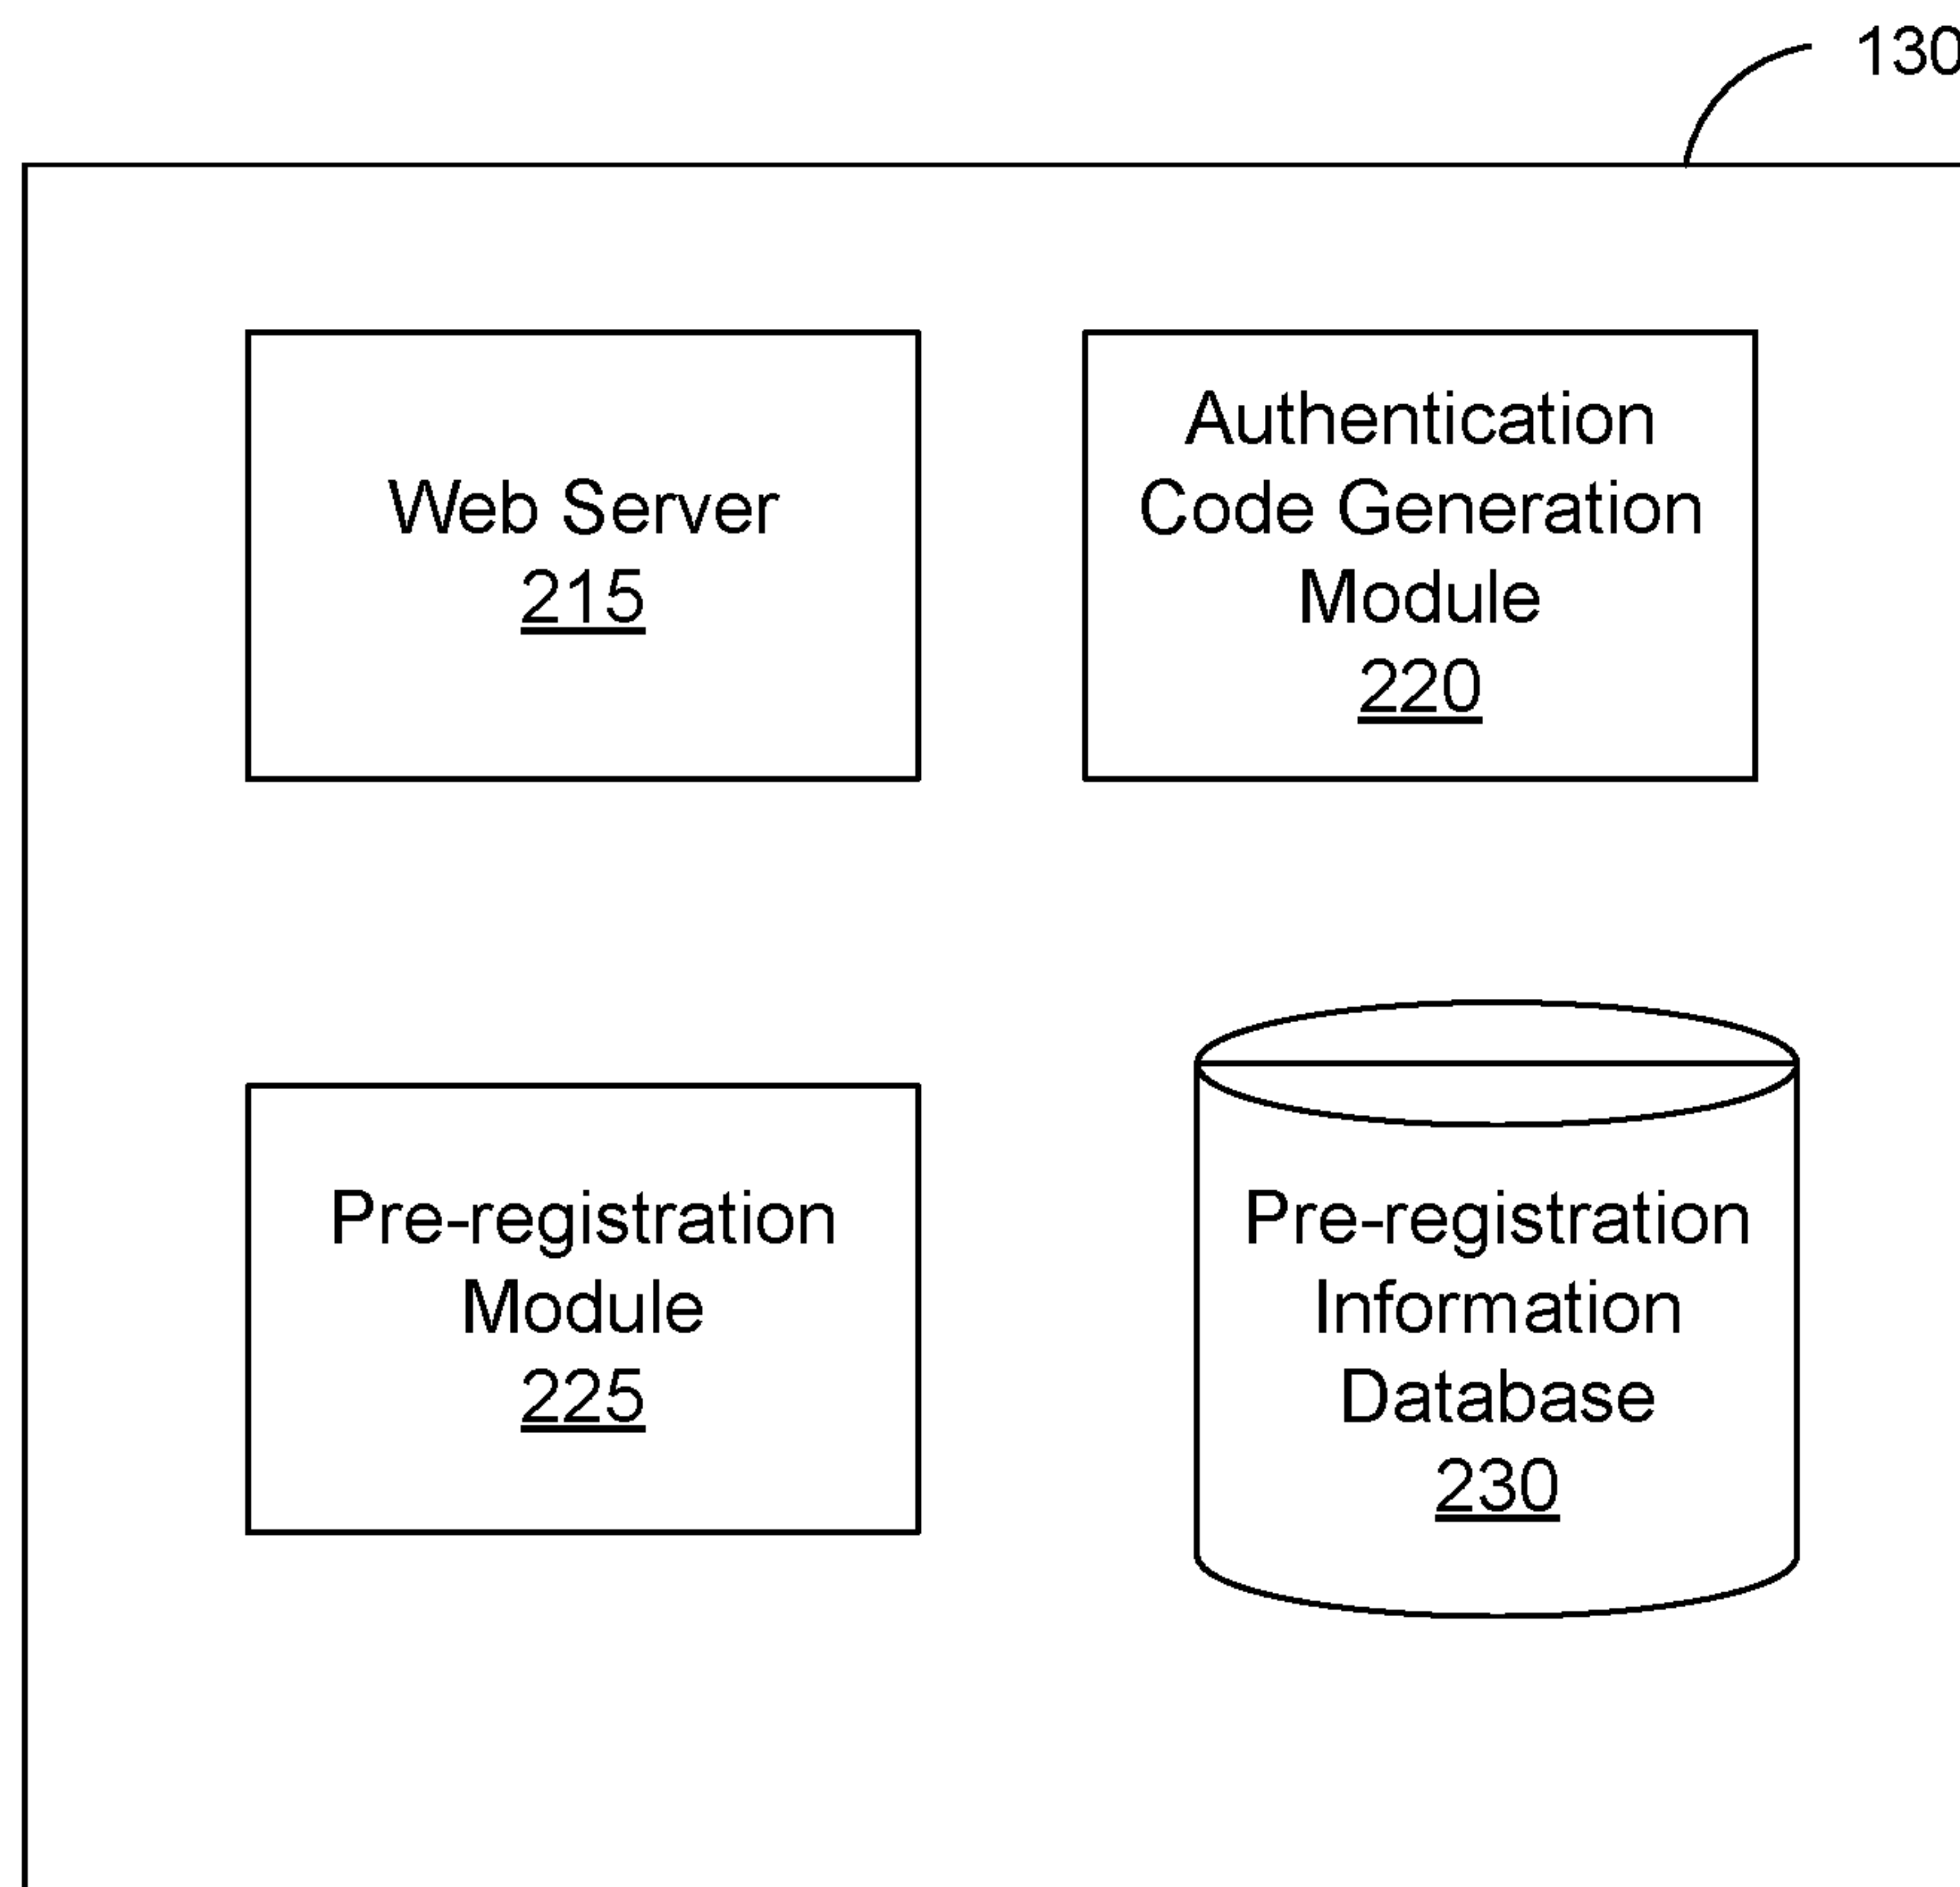 130
Web Server
215
Authentication
Code Generation
Module
220
Pre-registration
Module
225
Pre-registration
Information
Database
230